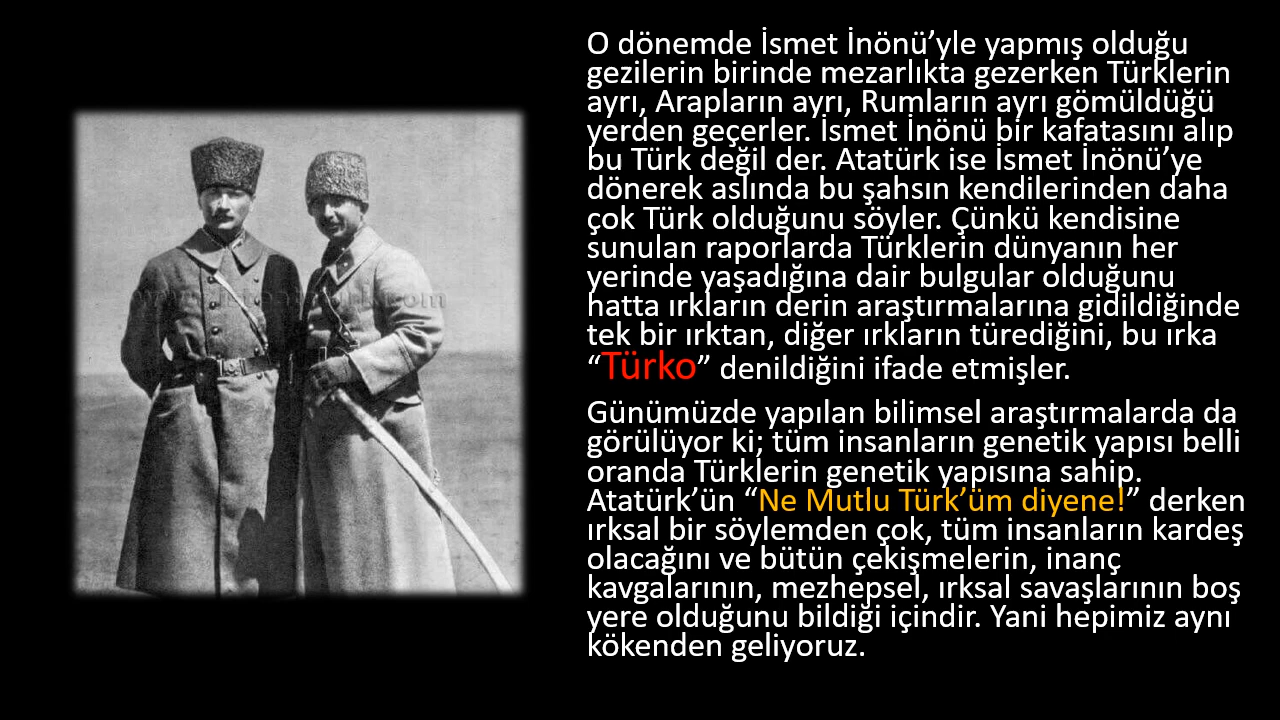 O dönemde İsmet İnönü’yle yapmış olduğu
gezilerin birinde mezarlıkta gezerken Türklerin
ayrı, Arapların ayrı, Rumların ayrı gömüldüğü
yerden geçerler. İsmet İnönü bir kafatasını alıp
bu Türk değil der. Atatürk ise İsmet İnönü’ye
dönerek aslında bu şahsın kendilerinden daha
çok Türk olduğunu söyler. Çünkü kendisine
sunulan raporlarda Türklerin dünyanın her
yerinde yaşadığına dair bulgular olduğunu
hatta ırkların derin araştırmalarına gidildiğinde
tek bir ırktan, diğer ırkların türediğini, bu ırka
“Türko” denildiğini ifade etmişler.
Günümüzde yapılan bilimsel araştırmalarda da
görülüyor ki; tüm insanların genetik yapısı belli
oranda Türklerin genetik yapısına sahip.
Atatürk’ün “Ne Mutlu Türk’üm diyene!” derken
ırksal bir söylemden çok, tüm insanların kardeş
olacağını ve bütün çekişmelerin, inanç
kavgalarının, mezhepsel, ırksal savaşlarının boş
yere olduğunu bildiği içindir. Yani hepimiz aynı
kökenden geliyoruz.